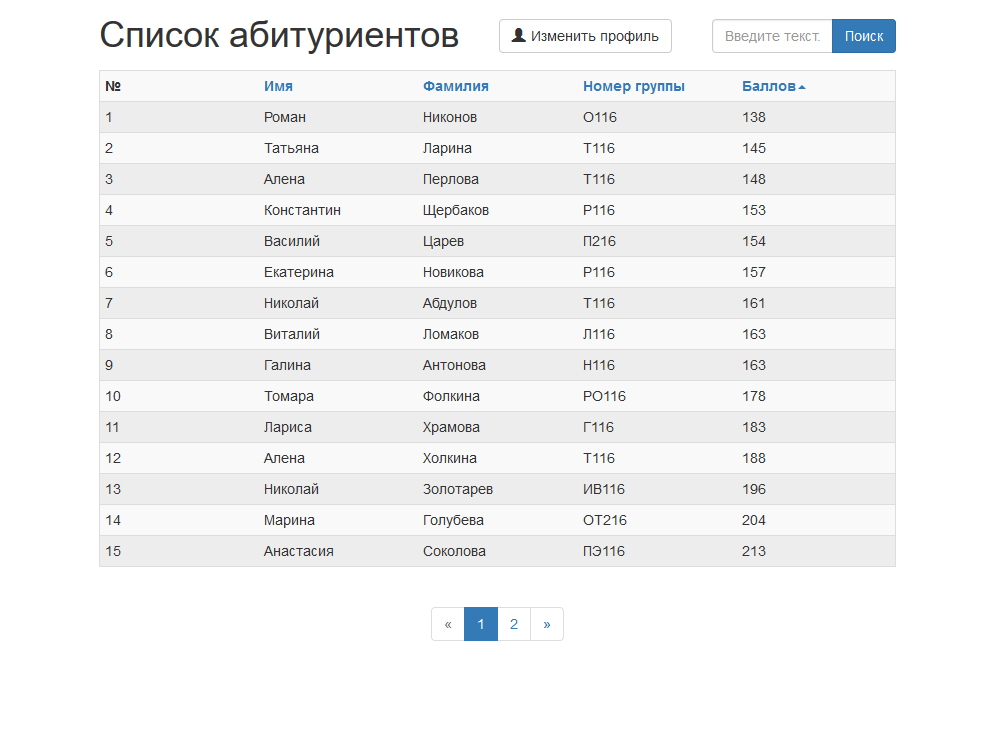 Список абитуриентов Изменить профиль Введите текст. Поиск
№ Имя Фамилия Номер группы Баллов
1 Роман Никонов О116 138
2 Татьяна Ларина Т116 145
3 Алена Перлова Т116 148
4 Константин Щербаков Р116 153
5 Василий Царев П216 154
6 Екатерина Новикова Р116 157
7 Николай Абдулов Т116 161
8 Виталий Ломаков Л116 163
9 Галина Антонова Н116 163
10 Томара Фолкина РО116 178
11 Лариса Храмова Г116 183
12 Алена Холкина Т116 188
13 Николай Золотарев ИВ116 196
14 Марина Голубева ОТ216 204
15 Анастасия Соколова ПЭ116 213
« 1 2 »